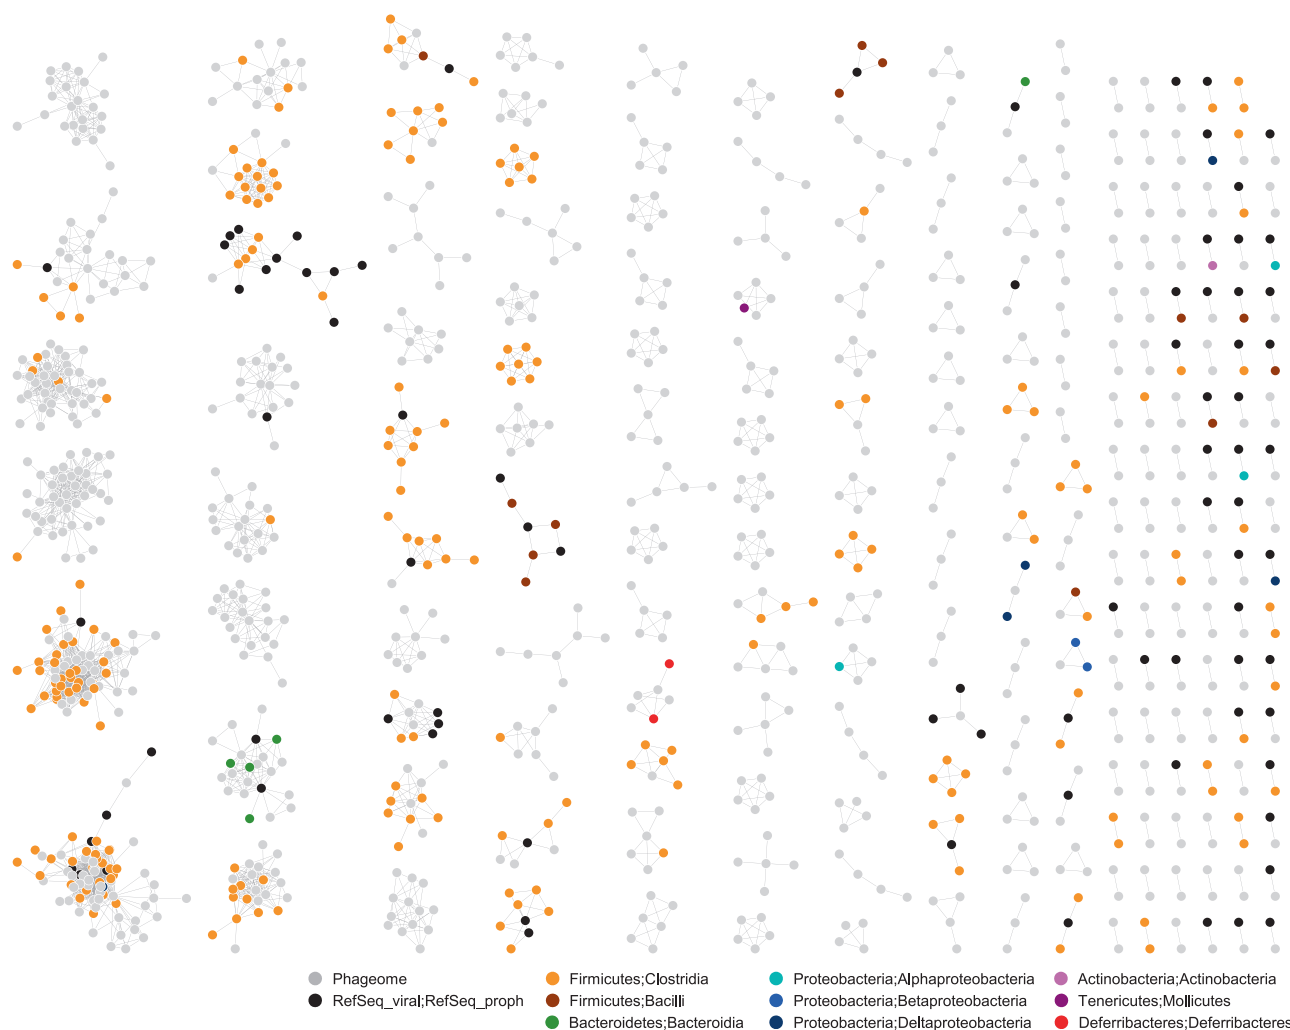 Phageome
Firmicutes;Clostridia
Proteobacteria;Alphaproteobacteria
Actinobacteria;Actinobacteria
RefSeq_viral;RefSeq_proph
Firmicutes;Bacilli
Proteobacteria;Betaproteobacteria
Tenericutes;Mollicutes
Bacteroidetes;Bacteroidia
Proteobacteria;Deltaproteobacteria
Deferribacteres;Deferribacteres